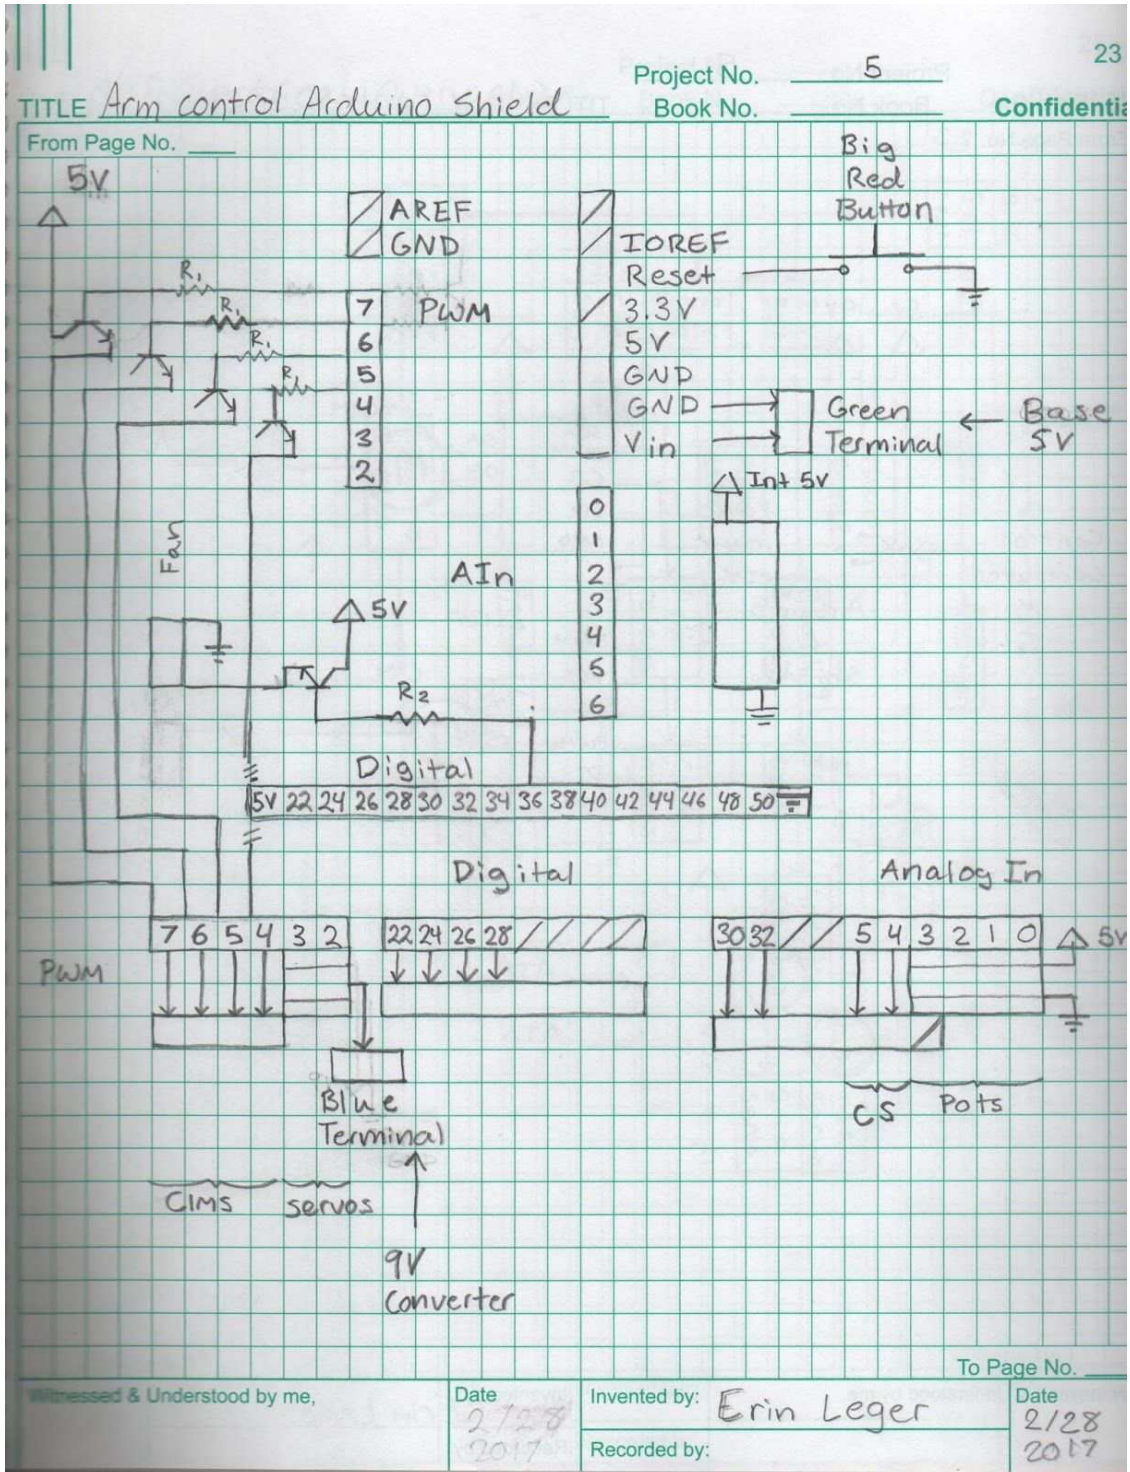 23
Project No. 5
TITLE Arm control Arduino Shield
Book No.
Confidentia
From Page No.
5V
Big
Red
Button
AREF
GND
IOREF
Reset
3.3V
5V
GND
GND
Vin
R1
R1
R1
R1
7 PWM
6
5
4
3
2
Green
Terminal
Base
5V
Int 5V
Fan
AIn
0
1
2
3
4
5
6
5V
R2
Digital
5V 22 24 26 28 30 32 34 36 38 40 42 44 46 48 50
Digital
Analog In
7 6 5 4 3 2
22 24 26 28
30 32 5 4 3 2 1 0
5V
PWM
Blue
Terminal
CS
Pots
CIMS
servos
9V
Converter
To Page No.
Witnessed & Understood by me,
Date
2/28
2017
Invented by: Erin Leger
Recorded by:
Date
2/28
2017